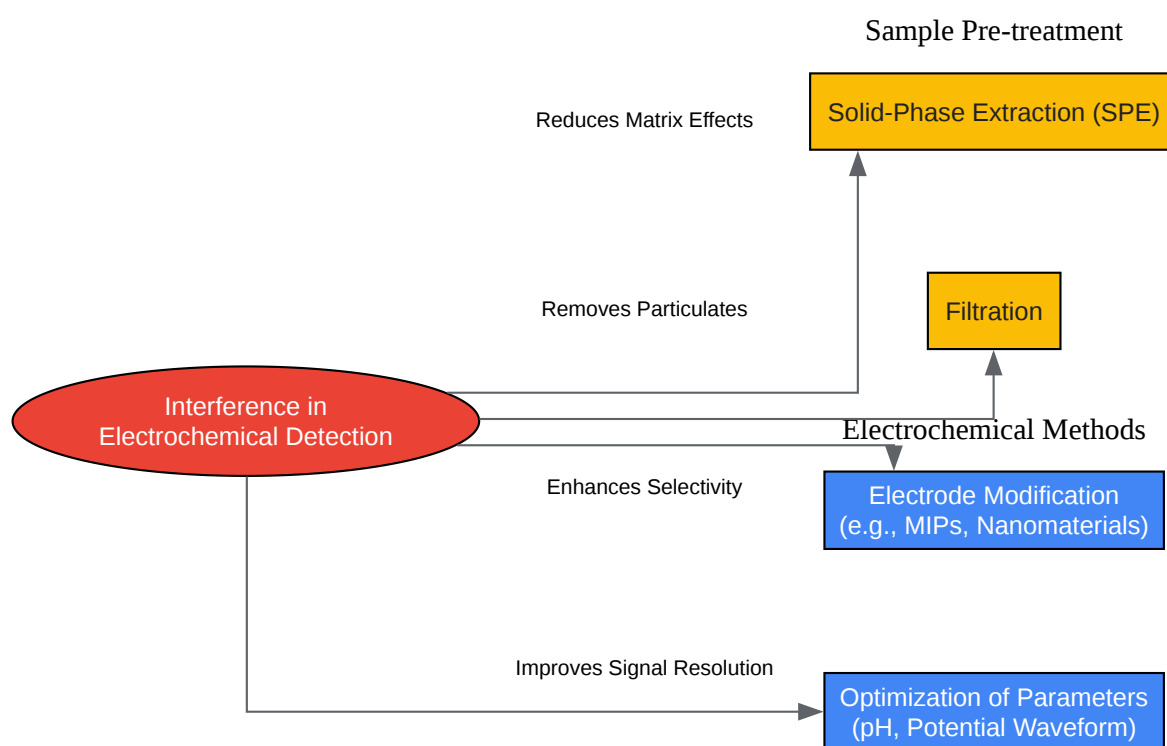 Sample Pre-treatment
Reduces Matrix Effects
Solid-Phase Extraction (SPE)
Removes Particulates
Filtration
Interference in
Electrochemical Detection
Electrochemical Methods
Enhances Selectivity
Electrode Modification
(e.g., MIPs, Nanomaterials)
Improves Signal Resolution
Optimization of Parameters
(pH, Potential Waveform)